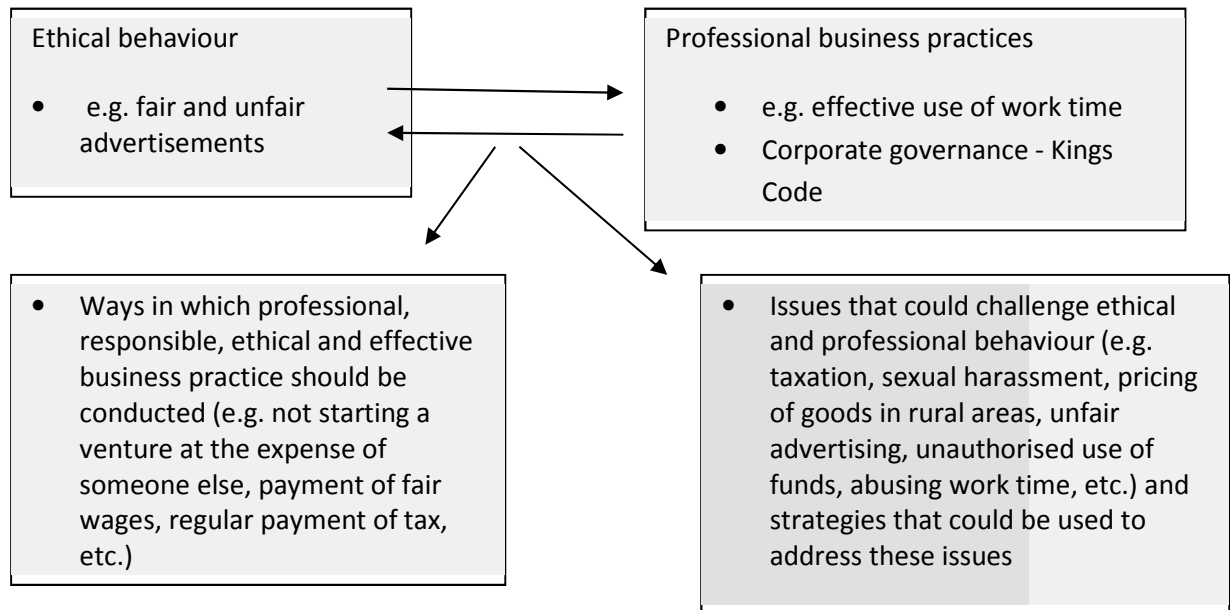 Ethical behaviour
• e.g. fair and unfair
advertisements
Professional business practices
• e.g. effective use of work time
• Corporate governance - Kings
Code
• Ways in which professional,
responsible, ethical and effective
business practice should be
conducted (e.g. not starting a
venture at the expense of
someone else, payment of fair
wages, regular payment of tax,
etc.)
• Issues that could challenge ethical
and professional behaviour (e.g.
taxation, sexual harassment, pricing
of goods in rural areas, unfair
advertising, unauthorised use of
funds, abusing work time, etc.) and
strategies that could be used to
address these issues